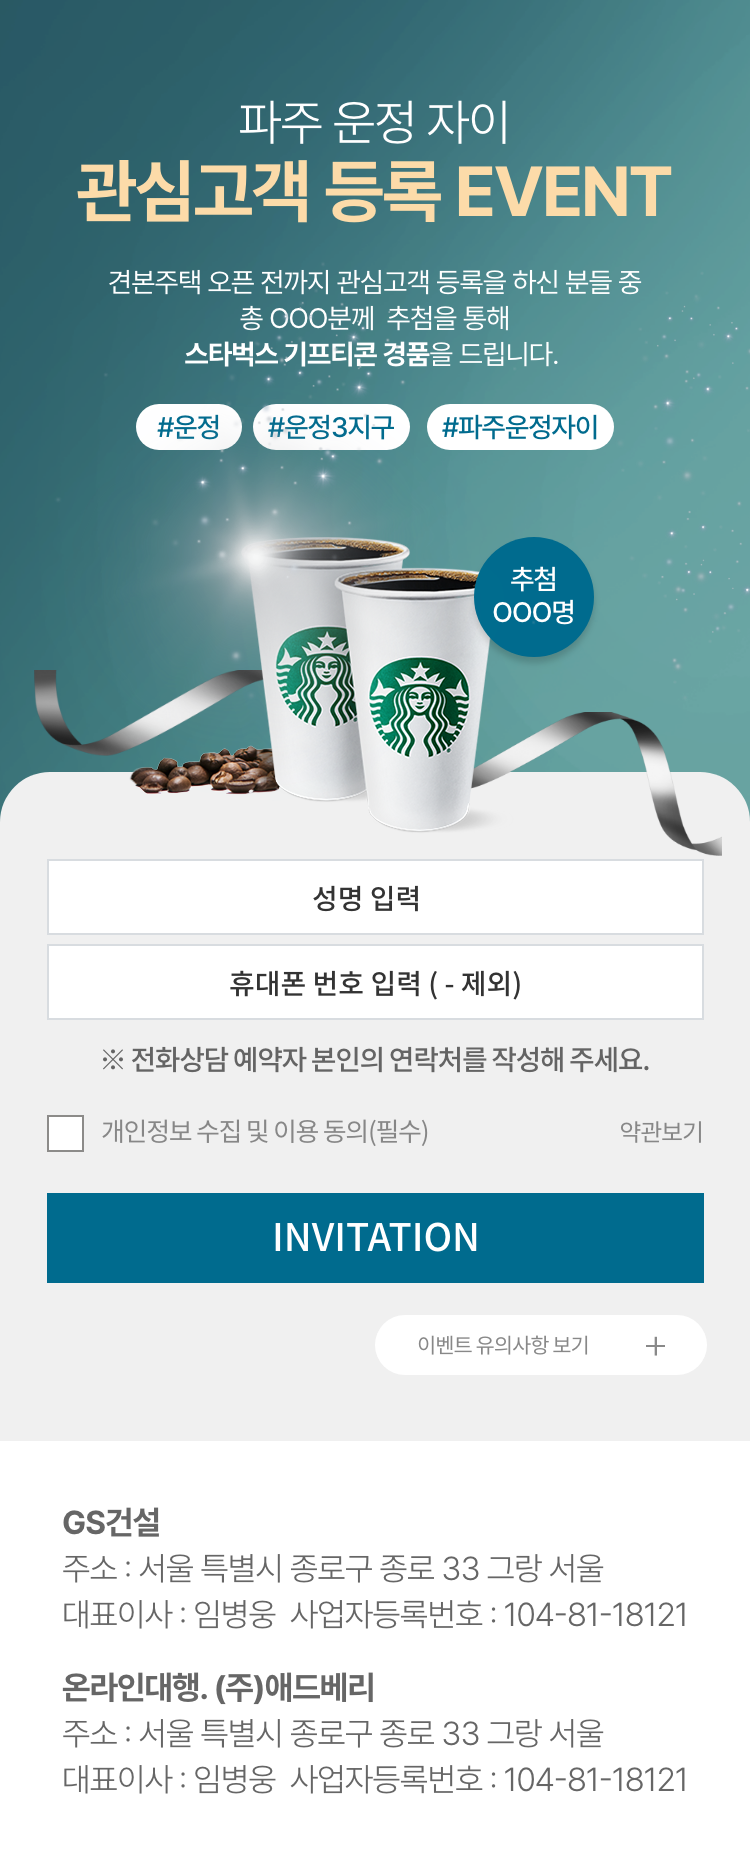 파주 운정 자이
관심고객 등록 EVENT
견본주택 오픈 전까지 관심고객 등록을 하신 분들 중
총 OOO분께 추첨을 통해
스타벅스 기프티콘 경품을 드립니다.
#운정 #운정3지구 #파주운정자이
추첨
OOO명
성명 입력
휴대폰 번호 입력 ( - 제외)
※ 전화상담 예약자 본인의 연락처를 작성해 주세요.
개인정보 수집 및 이용 동의(필수) 약관보기
INVITATION
이벤트 유의사항 보기 +
GS건설
주소 : 서울 특별시 종로구 종로 33 그랑 서울
대표이사 : 임병웅 사업자등록번호 : 104-81-18121
온라인대행. (주)애드베리
주소 : 서울 특별시 종로구 종로 33 그랑 서울
대표이사 : 임병웅 사업자등록번호 : 104-81-18121